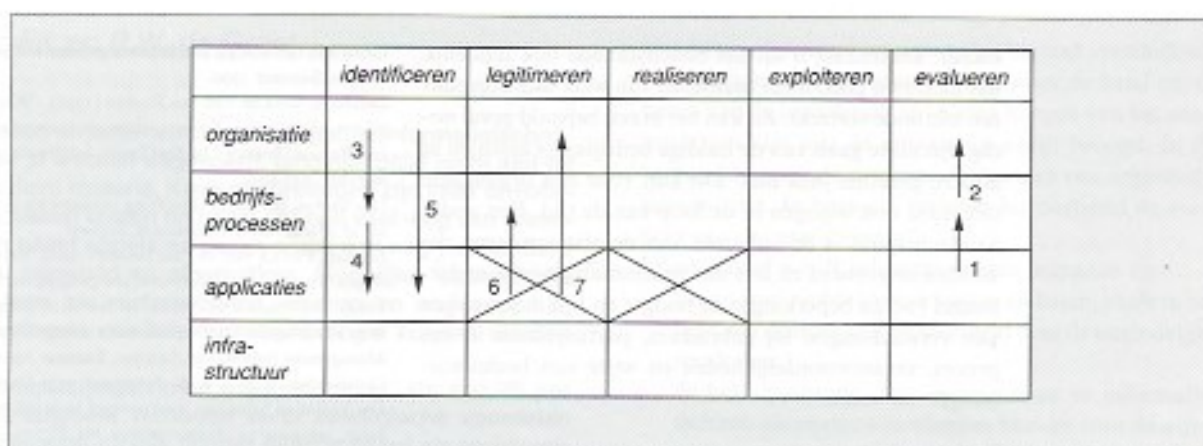 identificeren legitimeren realiseren exploiteren evalueren
organisatie
3
2
bedrijfs-
processen
5
4
applicaties
6 7
1
infra-
structuur